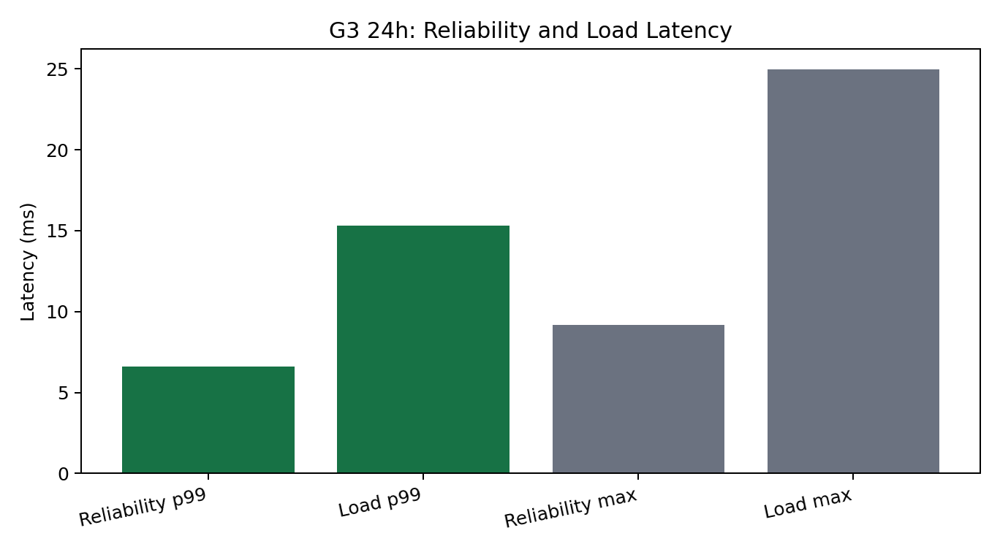 G3 24h: Reliability and Load Latency
Latency (ms)
25
20
15
10
5
0
Reliability p99
Load p99
Reliability max
Load max